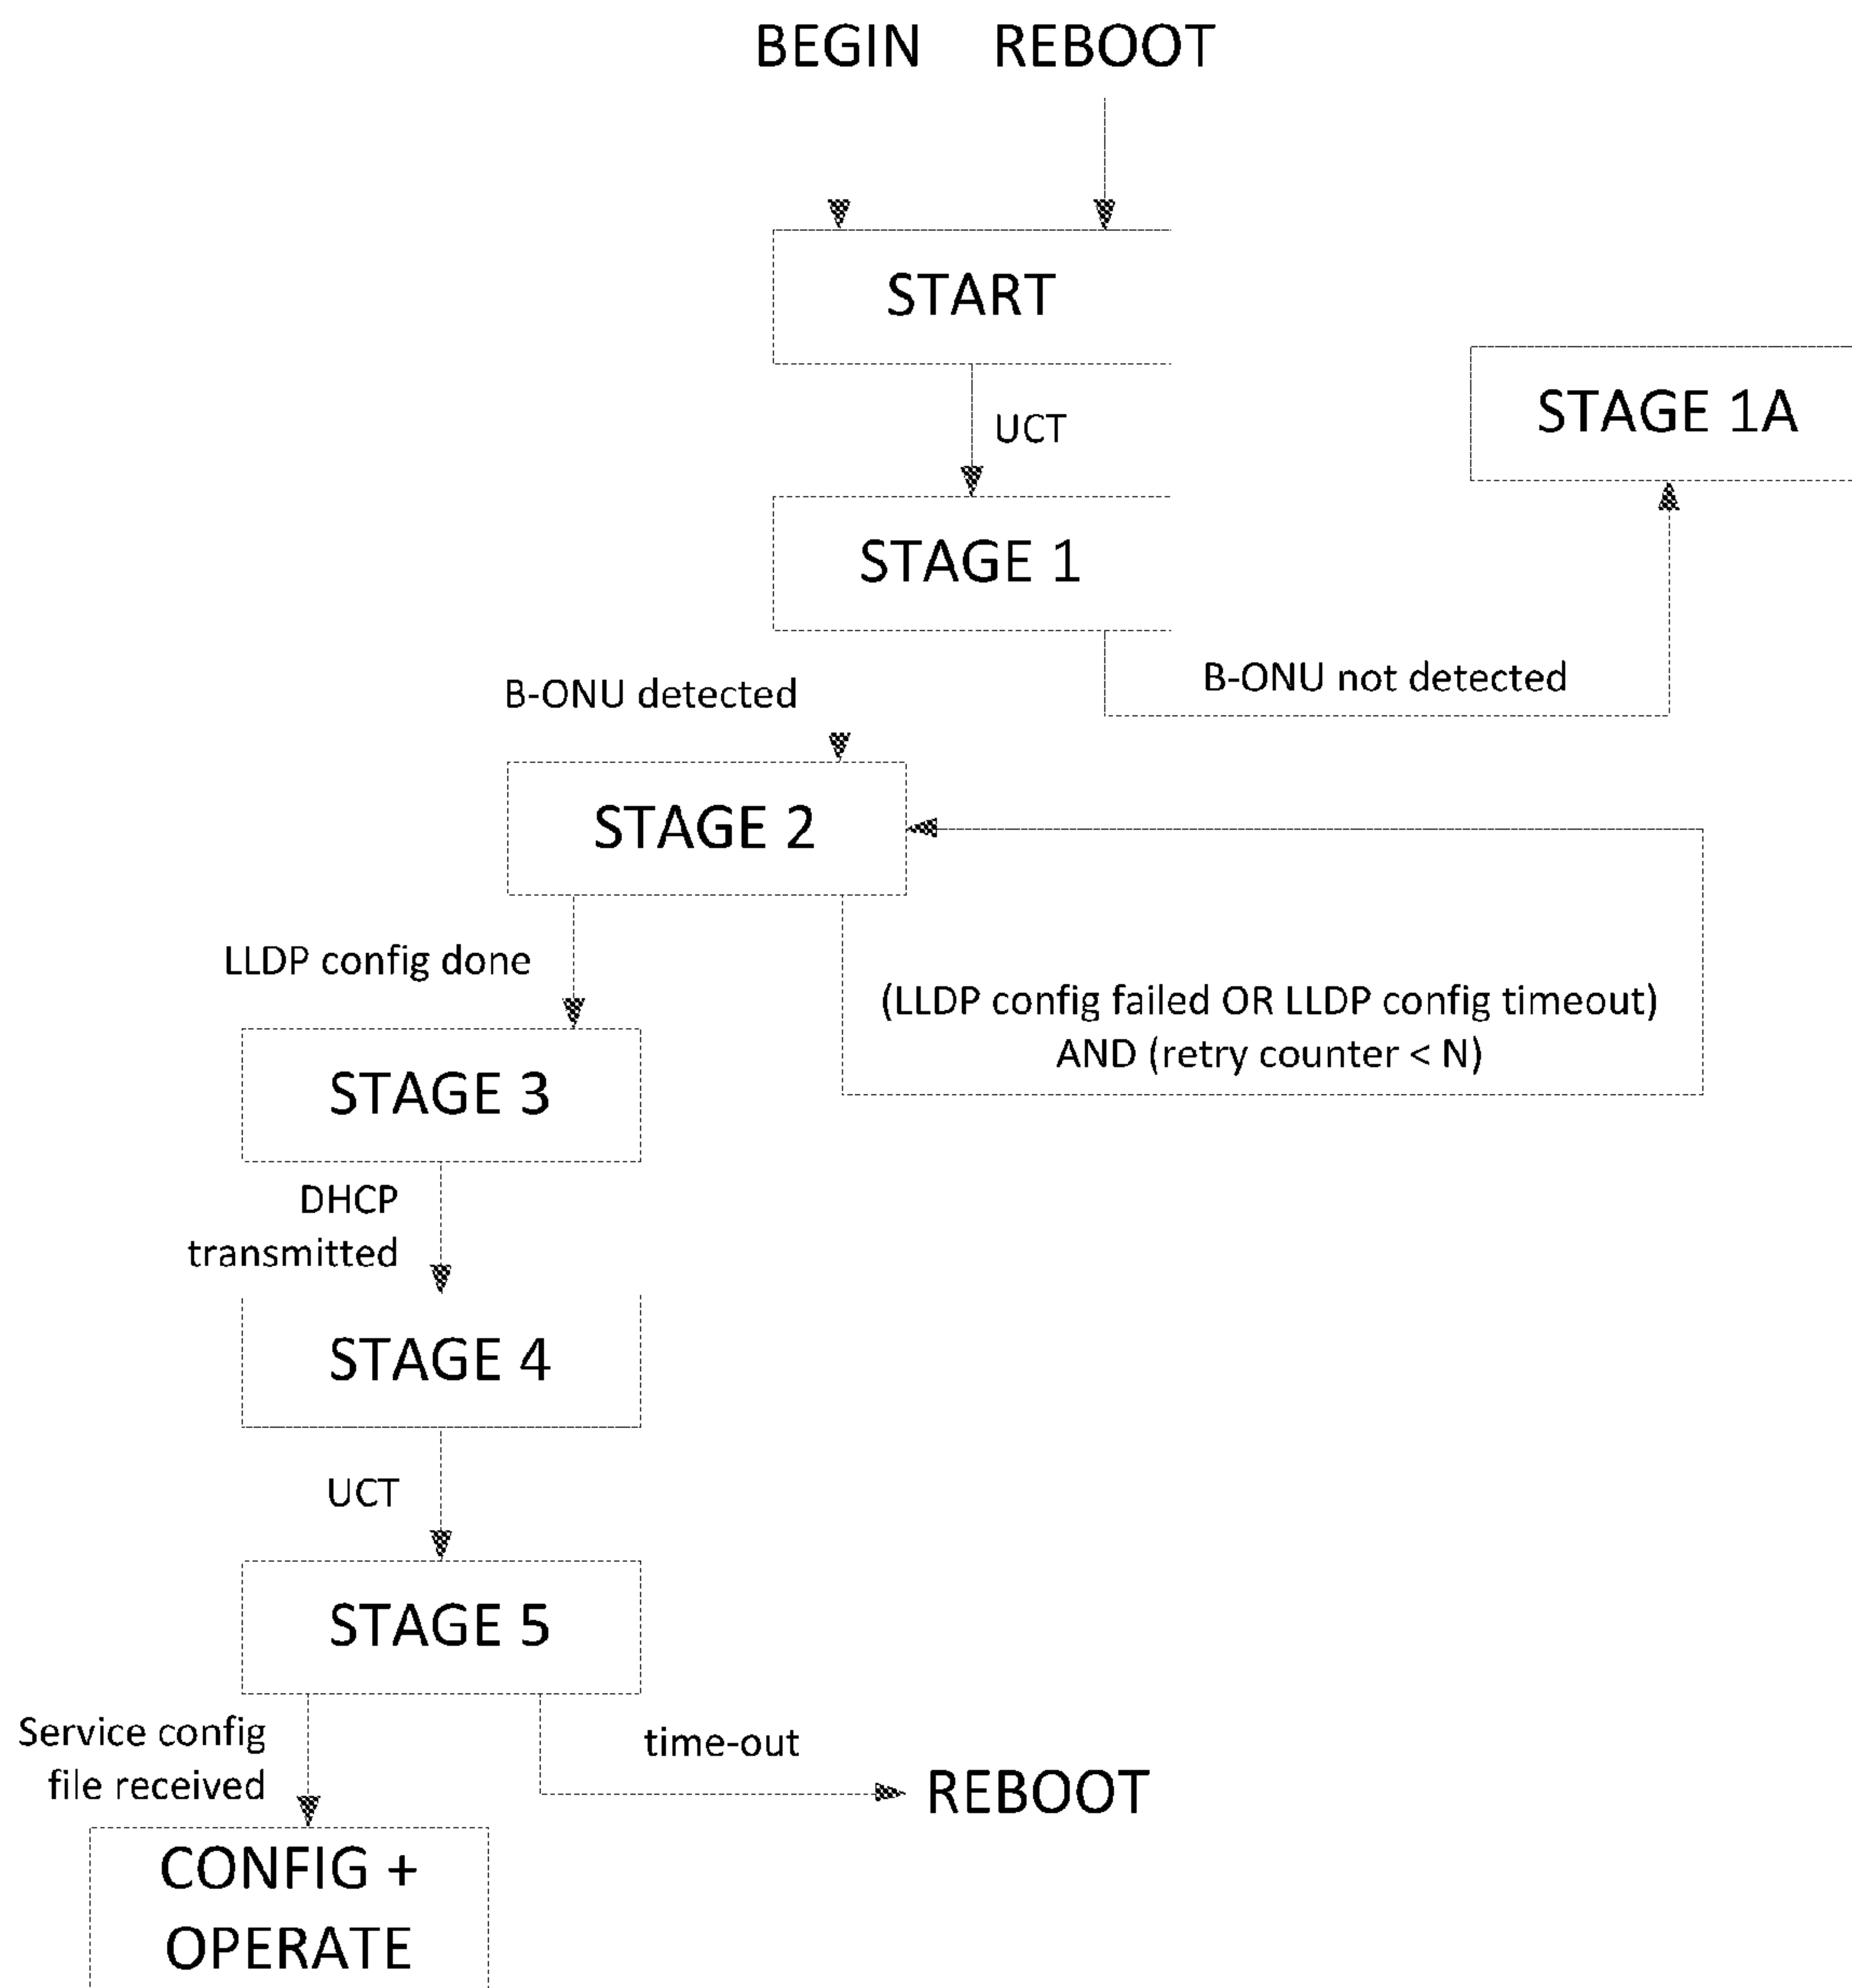 BEGIN REBOOT
START
UCT
STAGE 1A
STAGE 1
B-ONU not detected
B-ONU detected
STAGE 2
LLDP config done
(LLDP config failed OR LLDP config timeout)
AND (retry counter < N)
STAGE 3
DHCP
transmitted
STAGE 4
UCT
STAGE 5
Service config
file received
time-out
REBOOT
CONFIG +
OPERATE